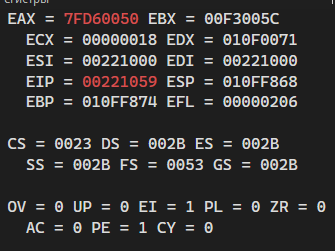 EAX = 7FD60050 EBX = 00F3005C
ECX = 00000018 EDX = 010F0071
ESI = 00221000 EDI = 00221000
EIP = 00221059 ESP = 010FF868
EBP = 010FF874 EFL = 00000206
CS = 0023 DS = 002B ES = 002B
SS = 002B FS = 0053 GS = 002B
OV = 0 UP = 0 EI = 1 PL = 0 ZR = 0
AC = 0 PE = 1 CY = 0